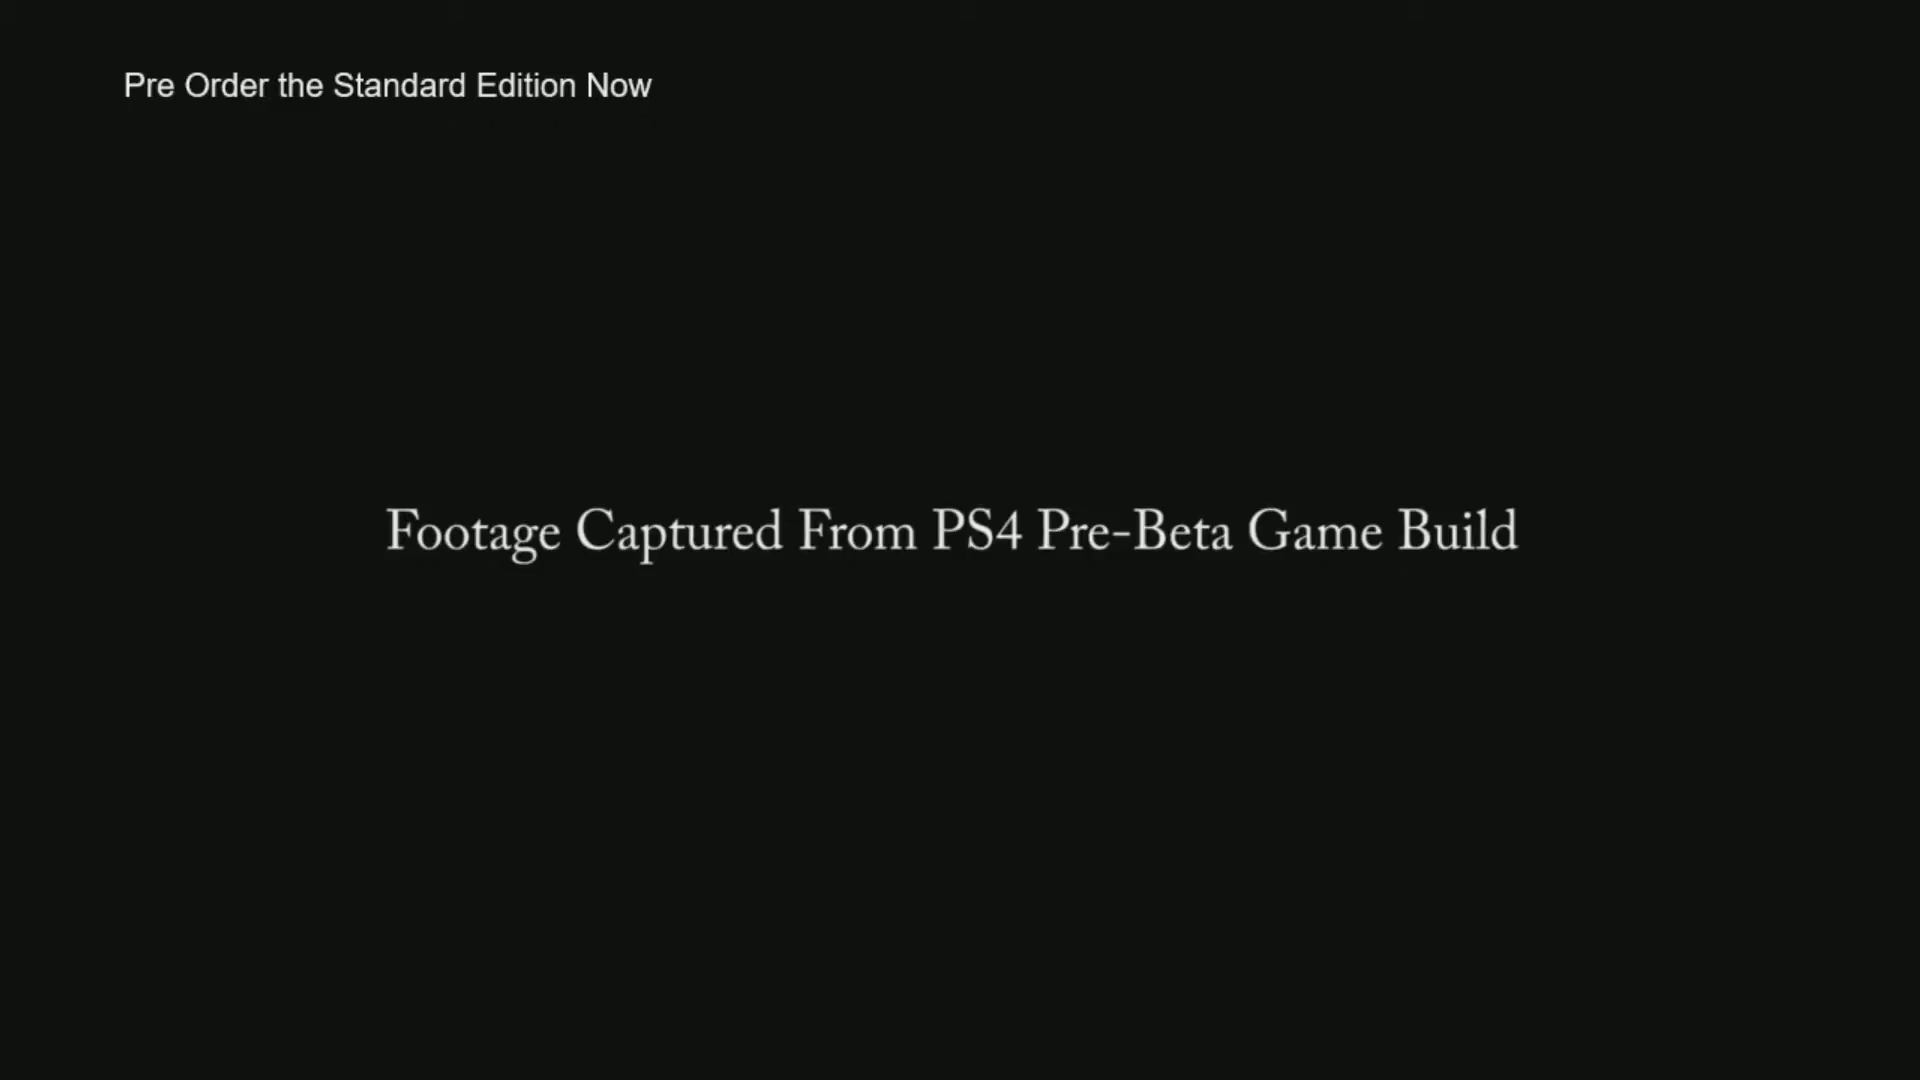 Pre Order the Standard Edition Now
Footage Captured From PS4 Pre-Beta Game Build